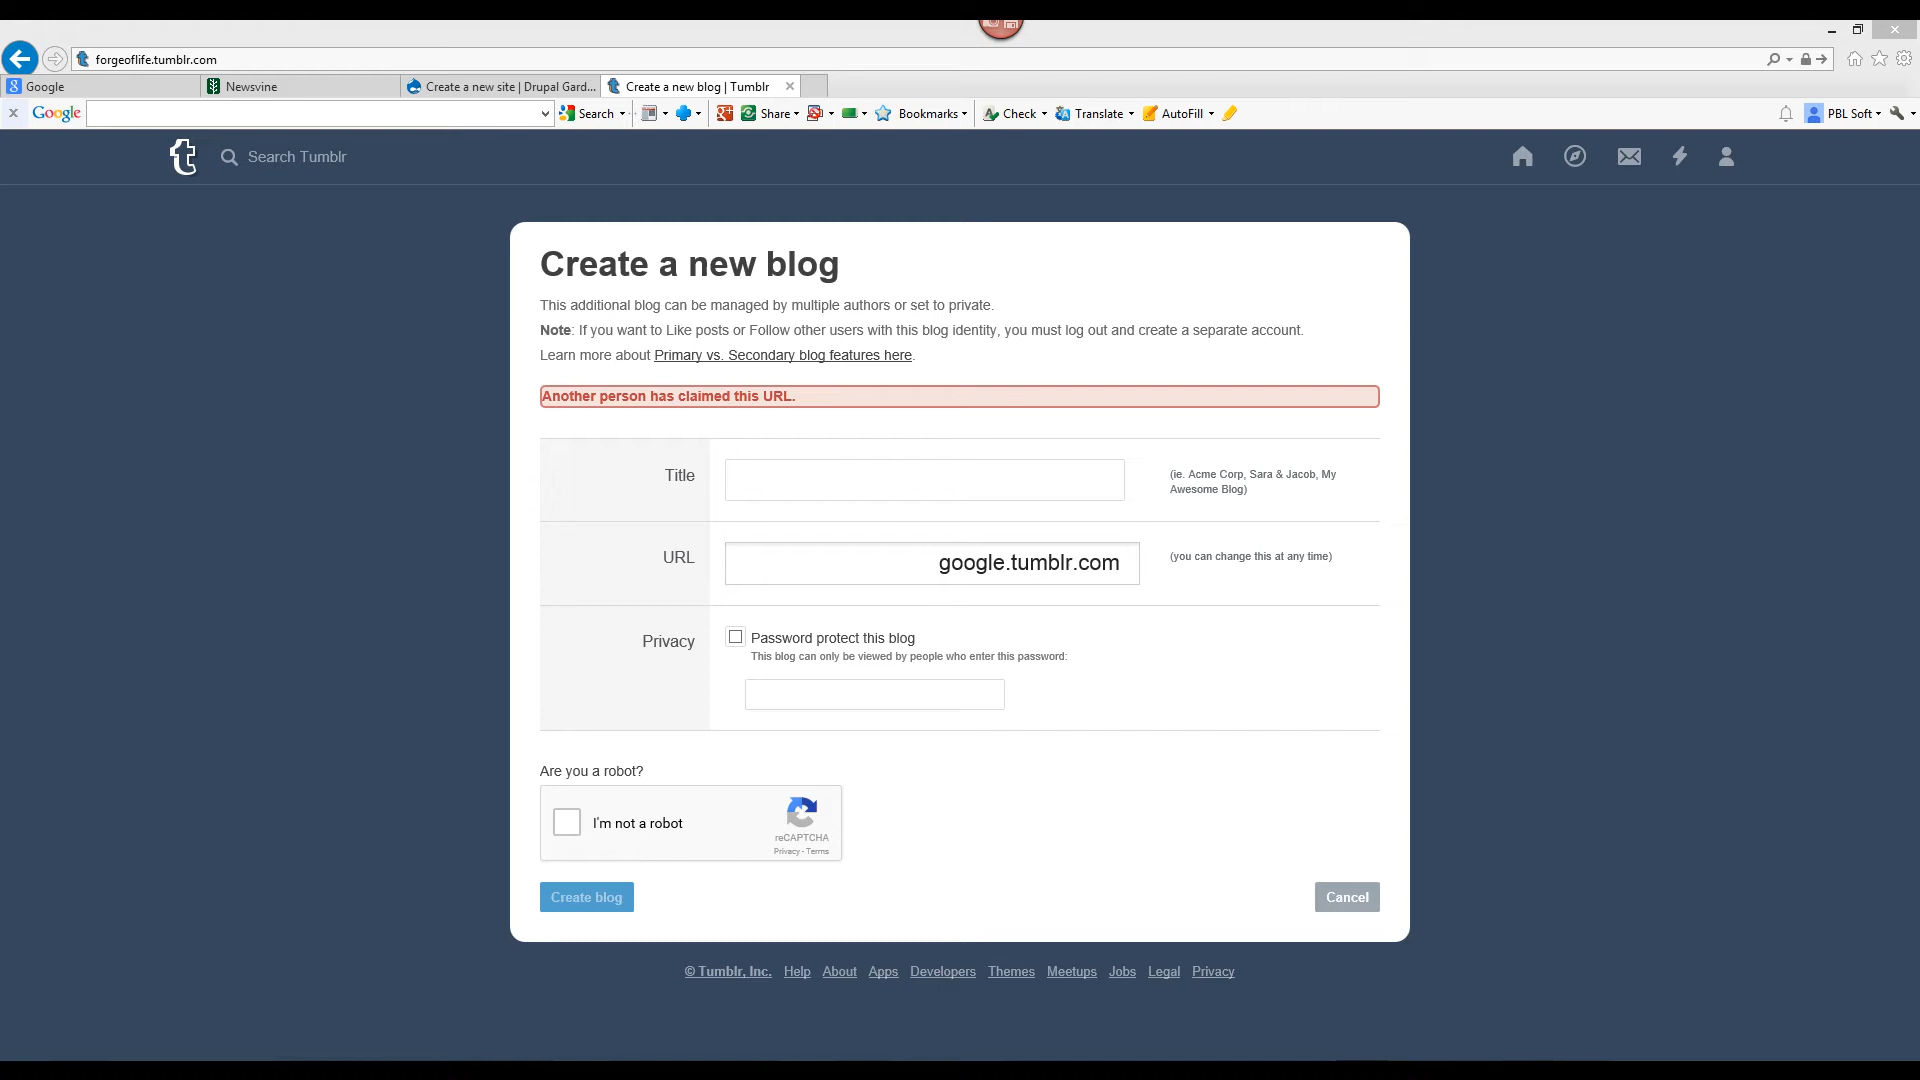 forgeoflife.tumblr.com
Google
Newsvine
Create a new site | Drupal Gard...
Create a new blog | Tumblr
Google
Search
Share
Bookmarks
Check
Translate
AutoFill
PBL Soft
Search Tumblr
Create a new blog
This additional blog can be managed by multiple authors or set to private.
Note: If you want to Like posts or Follow other users with this blog identity, you must log out and create a separate account.
Learn more about Primary vs. Secondary blog features here.
Another person has claimed this URL.
Title
(ie. Acme Corp, Sara & Jacob, My
Awesome Blog)
URL
google.tumblr.com
(you can change this at any time)
Privacy
Password protect this blog
This blog can only be viewed by people who enter this password:
Are you a robot?
I'm not a robot
reCAPTCHA
Privacy - Terms
Create blog
Cancel
© Tumblr, Inc. Help About Apps Developers Themes Meetups Jobs Legal Privacy